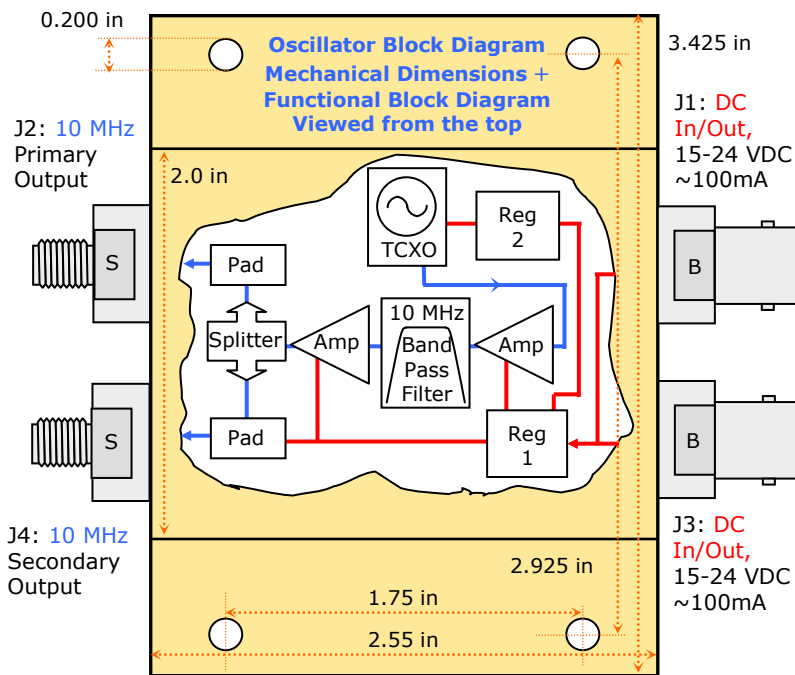 0.200 in
Oscillator Block Diagram
Mechanical Dimensions +
Functional Block Diagram
Viewed from the top
3.425 in
J2: 10 MHz
Primary
Output
J1: DC
In/Out,
15-24 VDC
~100mA
2.0 in
TCXO
Reg
2
S
Pad
B
10 MHz
Band
Pass
Filter
Splitter
Amp
Amp
S
Pad
Reg
1
B
J4: 10 MHz
Secondary
Output
J3: DC
In/Out,
15-24 VDC
~100mA
2.925 in
1.75 in
2.55 in